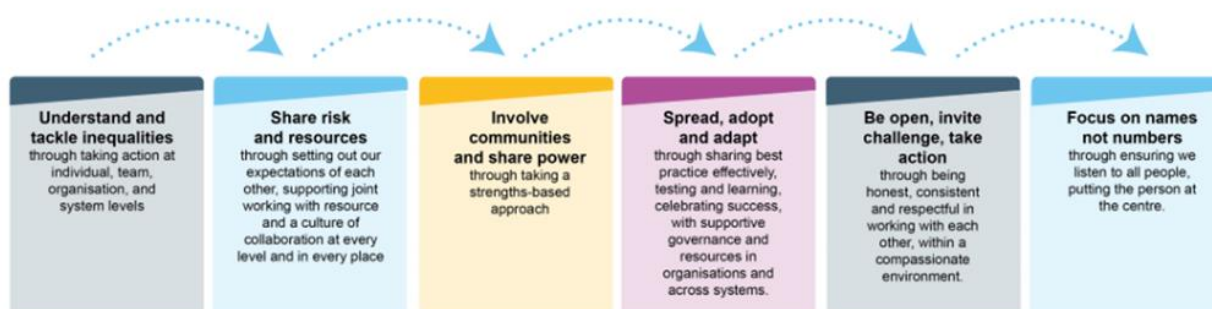 Understand and
tackle inequalities
through taking action at
individual, team,
organisation, and
system levels
Share risk
and resources
through setting out our
expectations of each
other, supporting joint
working with resource
and a culture of
collaboration at every
level and in every place
Involve
communities
and share power
through taking a
strengths-based
approach
Spread, adopt
and adapt
through sharing best
practice effectively,
testing and learning,
celebrating success,
with supportive
governance and
resources in
organisations and
across systems.
Be open, invite
challenge, take
action
through being
honest, consistent
and respectful in
working with each
other, within a
compassionate
environment.
Focus on names
not numbers
through ensuring we
listen to all people,
putting the person at
the centre.